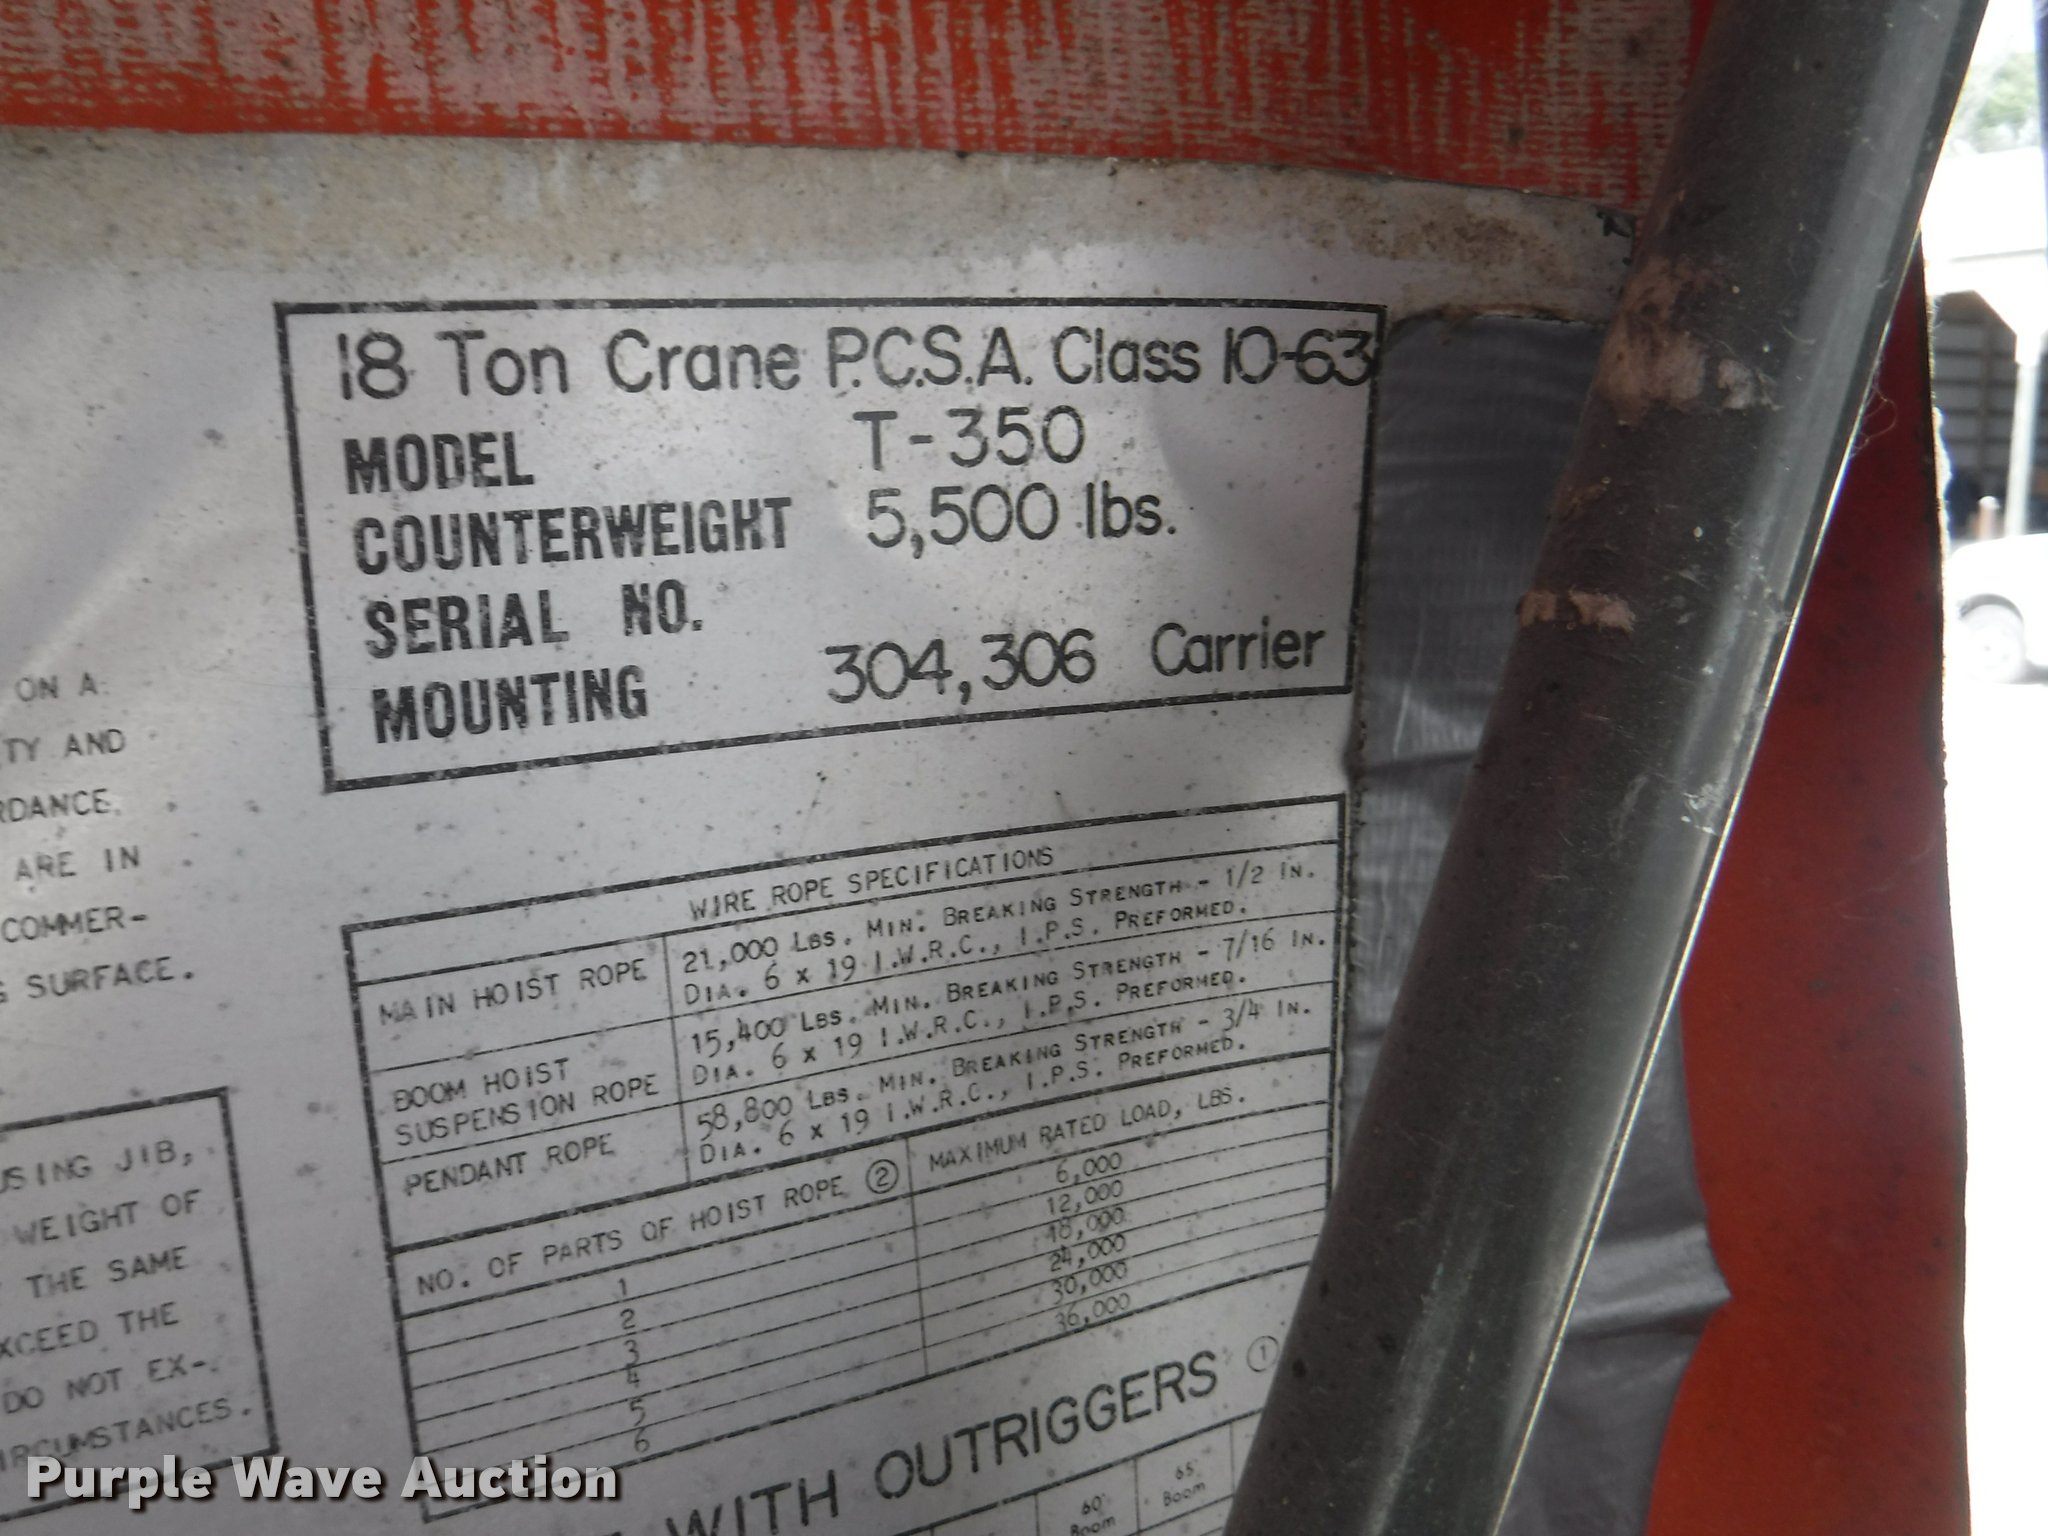 18 Ton Crane P.C.S.A. Class 10-63
MODEL T-350
COUNTERWEIGHT 5,500 lbs.
SERIAL NO.
MOUNTING 304,306 Carrier
ON A
TY AND
RDANCE.
ARE IN
COMMER-
SURFACE.
WIRE ROPE SPECIFICATIONS
MAIN HOIST ROPE
21,000 LBS. MIN. BREAKING STRENGTH - 1/2 IN.
DIA. 6 x 19 I.W.R.C., I.P.S. PREFORMED.
BOOM HOIST
SUSPENSION ROPE
15,400 LBS. MIN. BREAKING STRENGTH - 7/16 IN.
DIA. 6 x 19 I.W.R.C., I.P.S. PREFORMED.
PENDANT ROPE
58,800 LBS. MIN. BREAKING STRENGTH - 3/4 IN.
DIA. 6 x 19 I.W.R.C., I.P.S. PREFORMED.
NO. OF PARTS OF HOIST ROPE ② MAXIMUM RATED LOAD, LBS.
1 6,000
2 12,000
3 18,000
4 24,000
5 30,000
6 36,000
USING JIB,
WEIGHT OF
THE SAME
XCEED THE
DO NOT EX-
IRCUMSTANCES.
WITH OUTRIGGERS ①
60' Boom
65' Boom
Purple Wave Auction